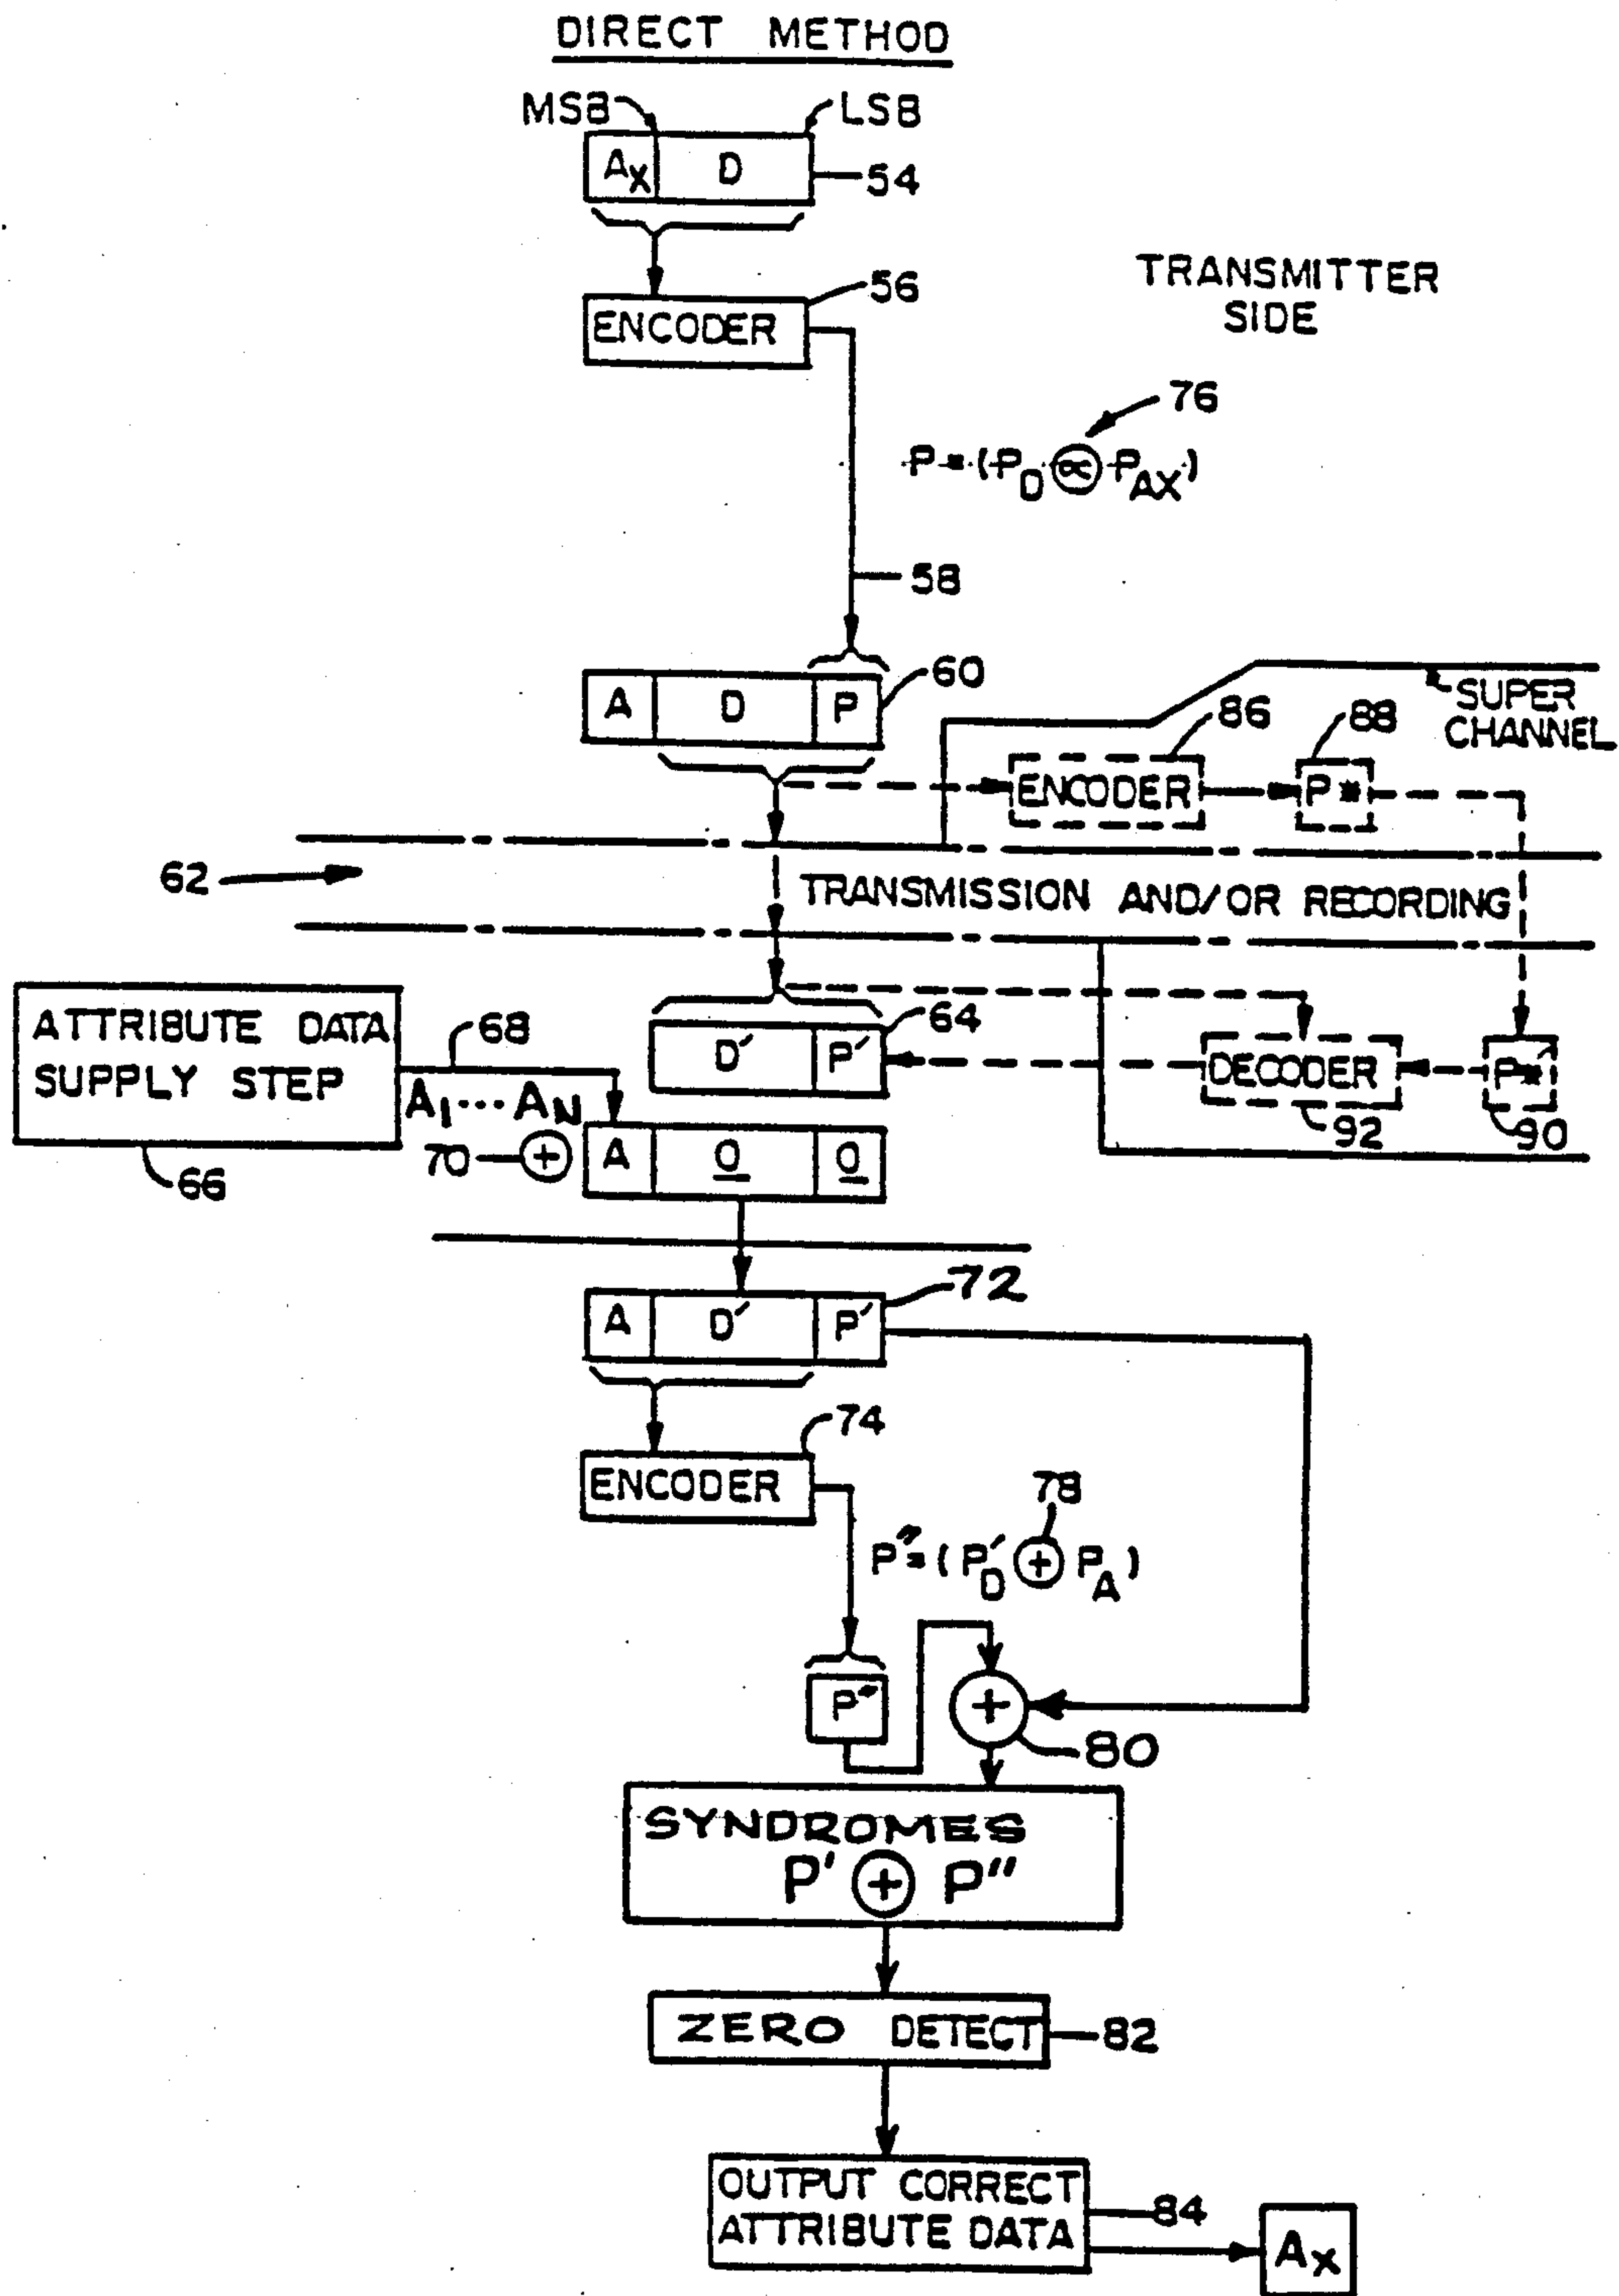 DIRECT METHOD
MSB LSB
Ax D 54
56
ENCODER
TRANSMITTER
SIDE
76
P=(PD ∝ PAX)
58
A D P 60
SUPER
CHANNEL
86 88
ENCODER P*
62 TRANSMISSION AND/OR RECORDING
ATTRIBUTE DATA
SUPPLY STEP
66
68
A1...AN
D' P' 64
DECODER P*'
92 90
70 + A 0 0
72
A D' P'
74
ENCODER
78
P"=(P'D + PA)
P" + 80
SYNDROMES
P' + P"
ZERO DETECT 82
OUTPUT CORRECT
ATTRIBUTE DATA
84
Ax